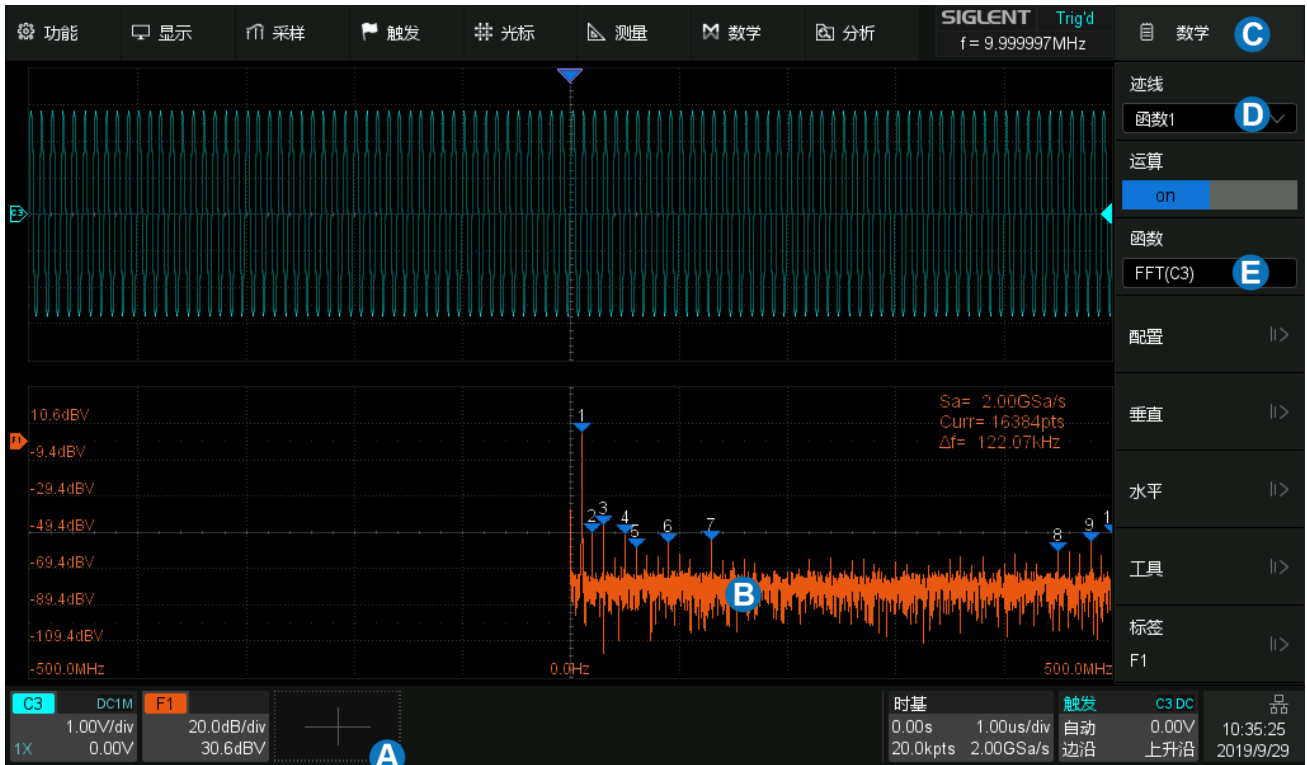 功能 显示 采样 触发 光标 测量 数学 分析
SIGLENT Trig'd
f = 9.999997MHz
数学 C
迹线
函数1 D
运算
on
函数
FFT(C3) E
配置
垂直
水平
工具
标签
F1
C3
10.6dBV
F1
-9.4dBV
-29.4dBV
-49.4dBV
-69.4dBV
-89.4dBV
-109.4dBV
-500.0MHz 0.0Hz 500.0MHz
Sa= 2.00GSa/s
Curr= 16384pts
Δf= 122.07kHz
1 2 3 4 5 6 7 8 9 1
B
C3 DC1M
1.00V/div
1X 0.00V
F1
20.0dB/div
30.6dBV
A
时基
0.00s 1.00us/div
20.0kpts 2.00GSa/s
触发 C3 DC
自动 0.00V
边沿 上升沿
10:35:25
2019/9/29